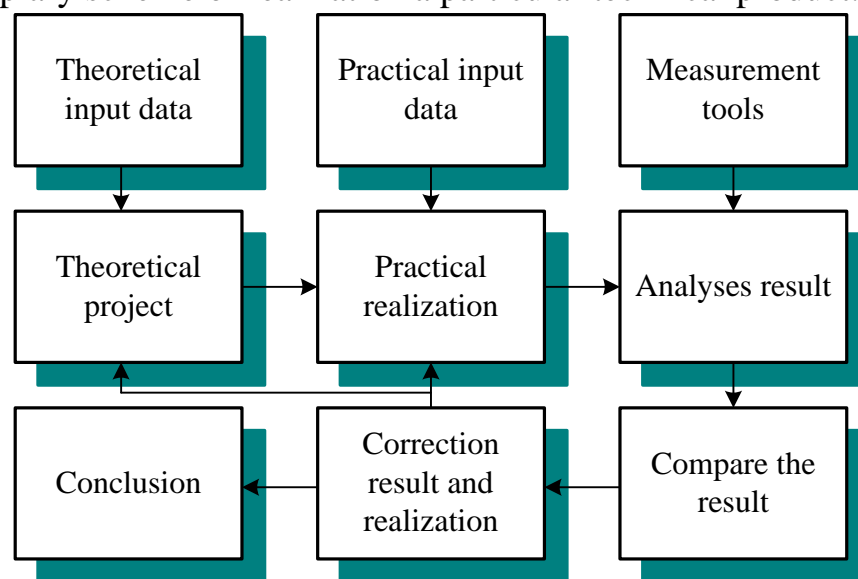 Theoretical
input data
Practical input
data
Measurement
tools
Theoretical
project
Practical
realization
Analyses result
Conclusion
Correction
result and
realization
Compare the
result